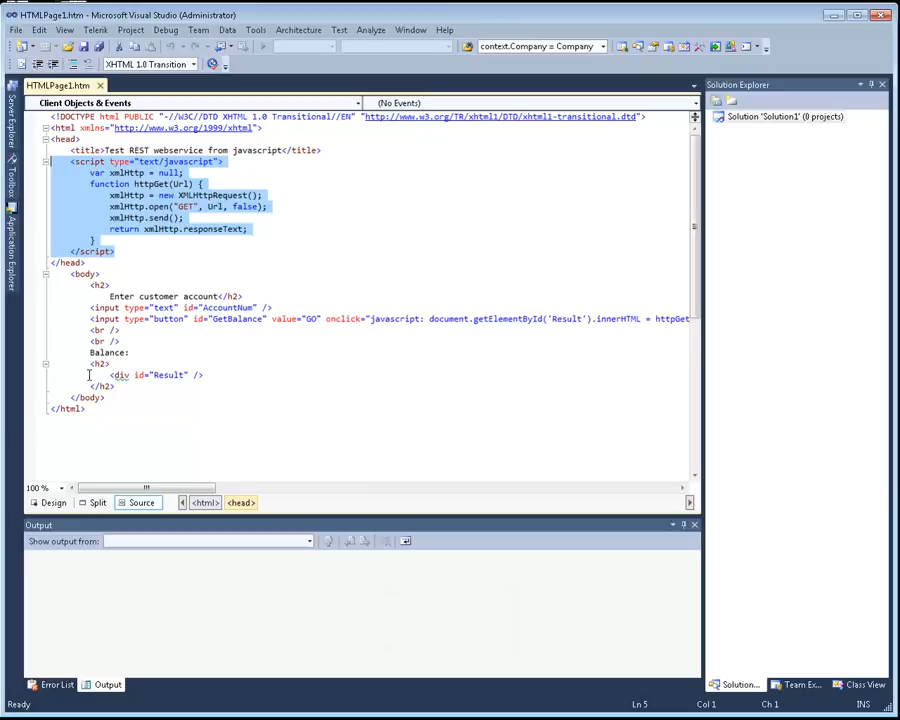 HTMLPage1.htm - Microsoft Visual Studio (Administrator)
File Edit View Telerik Project Debug Team Data Tools Architecture Test Analyze Window Help
context.Company = Company
XHTML 1.0 Transition
HTMLPage1.htm
Client Objects & Events
(No Events)
<!DOCTYPE html PUBLIC "-//W3C//DTD XHTML 1.0 Transitional//EN" "http://www.w3.org/TR/xhtml1/DTD/xhtml1-transitional.dtd">
<html xmlns="http://www.w3.org/1999/xhtml">
<head>
<title>Test REST webservice from javascript</title>
<script type="text/javascript">
var xmlHttp = null;
function httpGet(Url) {
xmlHttp = new XMLHttpRequest();
xmlHttp.open("GET", Url, false);
xmlHttp.send();
return xmlHttp.responseText;
}
</script>
</head>
<body>
<h2>
Enter customer account</h2>
<input type="text" id="AccountNum" />
<input type="button" id="GetBalance" value="GO" onclick="javascript: document.getElementById('Result').innerHTML = httpGet
<br />
<br />
Balance:
<h2>
<div id="Result" />
</h2>
</body>
</html>
100 %
Design Split Source <html> <head>
Output
Show output from:
Error List Output
Server Explorer
Toolbox
Application Explorer
Solution Explorer
Solution 'Solution1' (0 projects)
Solution... Team Ex... Class View
Ready
Ln 5 Col 1 Ch 1 INS